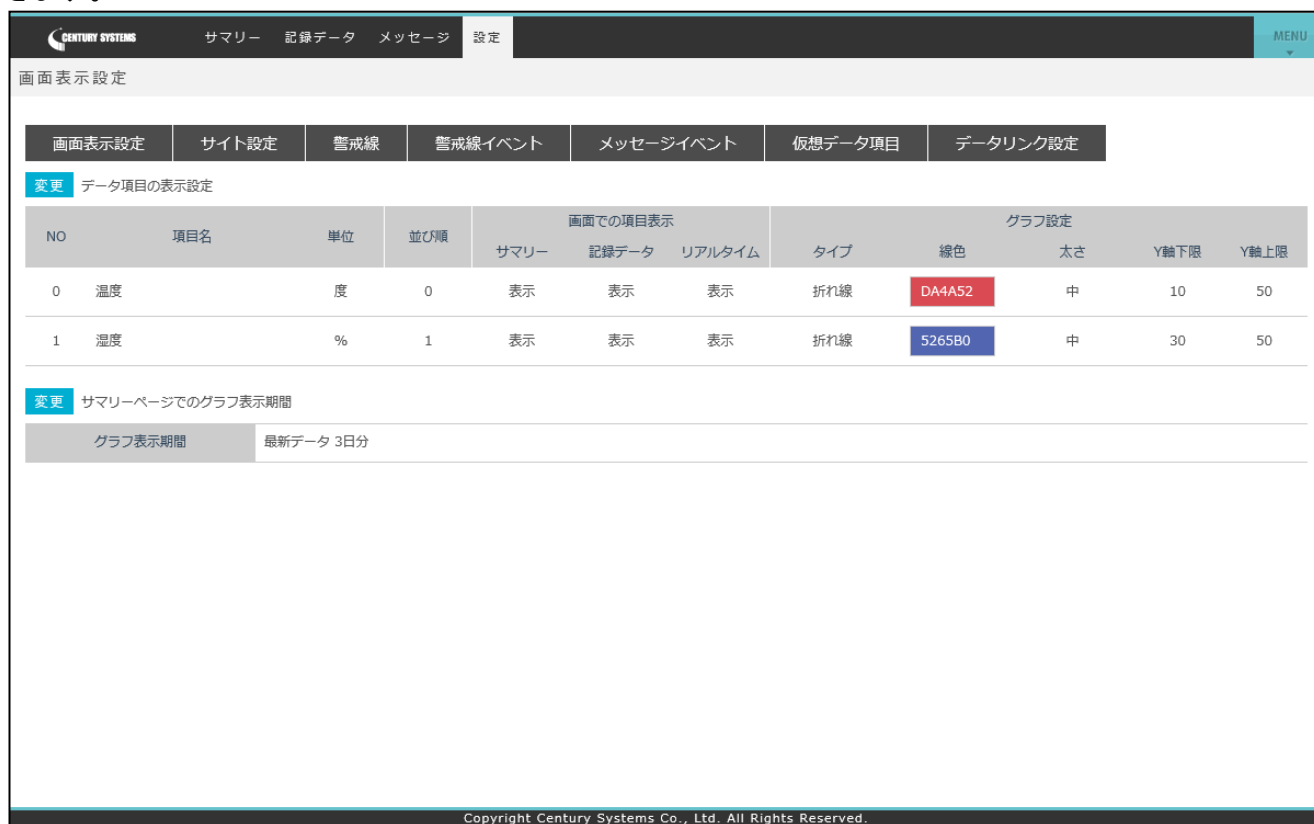 CENTURY SYSTEMS サマリー 記録データ メッセージ 設定 MENU
画面表示設定
画面表示設定 サイト設定 警戒線 警戒線イベント メッセージイベント 仮想データ項目 データリンク設定
変更 データ項目の表示設定
NO 項目名 単位 並び順 画面での項目表示 グラフ設定
サマリー 記録データ リアルタイム タイプ 線色 太さ Y軸下限 Y軸上限
0 温度 度 0 表示 表示 表示 折れ線 DA4A52 中 10 50
1 湿度 % 1 表示 表示 表示 折れ線 5265B0 中 30 50
変更 サマリーページでのグラフ表示期間
グラフ表示期間 最新データ 3日分
Copyright Century Systems Co., Ltd. All Rights Reserved.